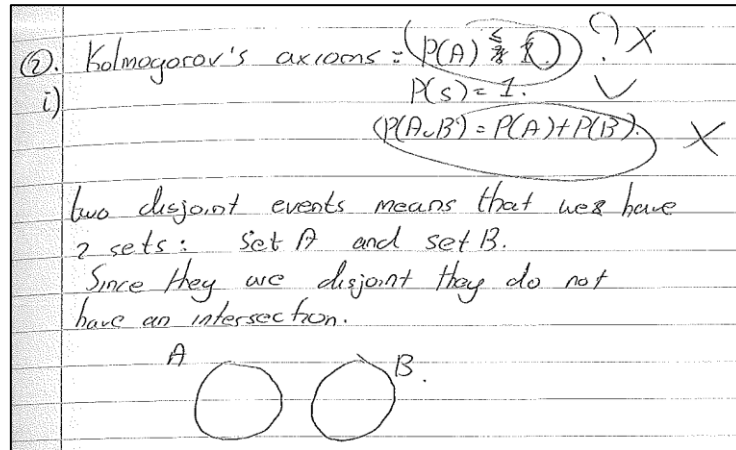 ②. Kolmogorov's axioms = (P(A) ≤ 1.) ? X
i) P(s) = 1. ✓
(P(A∪B) = P(A)+P(B). X
two disjoint events means that we have
2 sets: Set A and set B.
Since they are disjoint they do not
have an intersection.
A B.